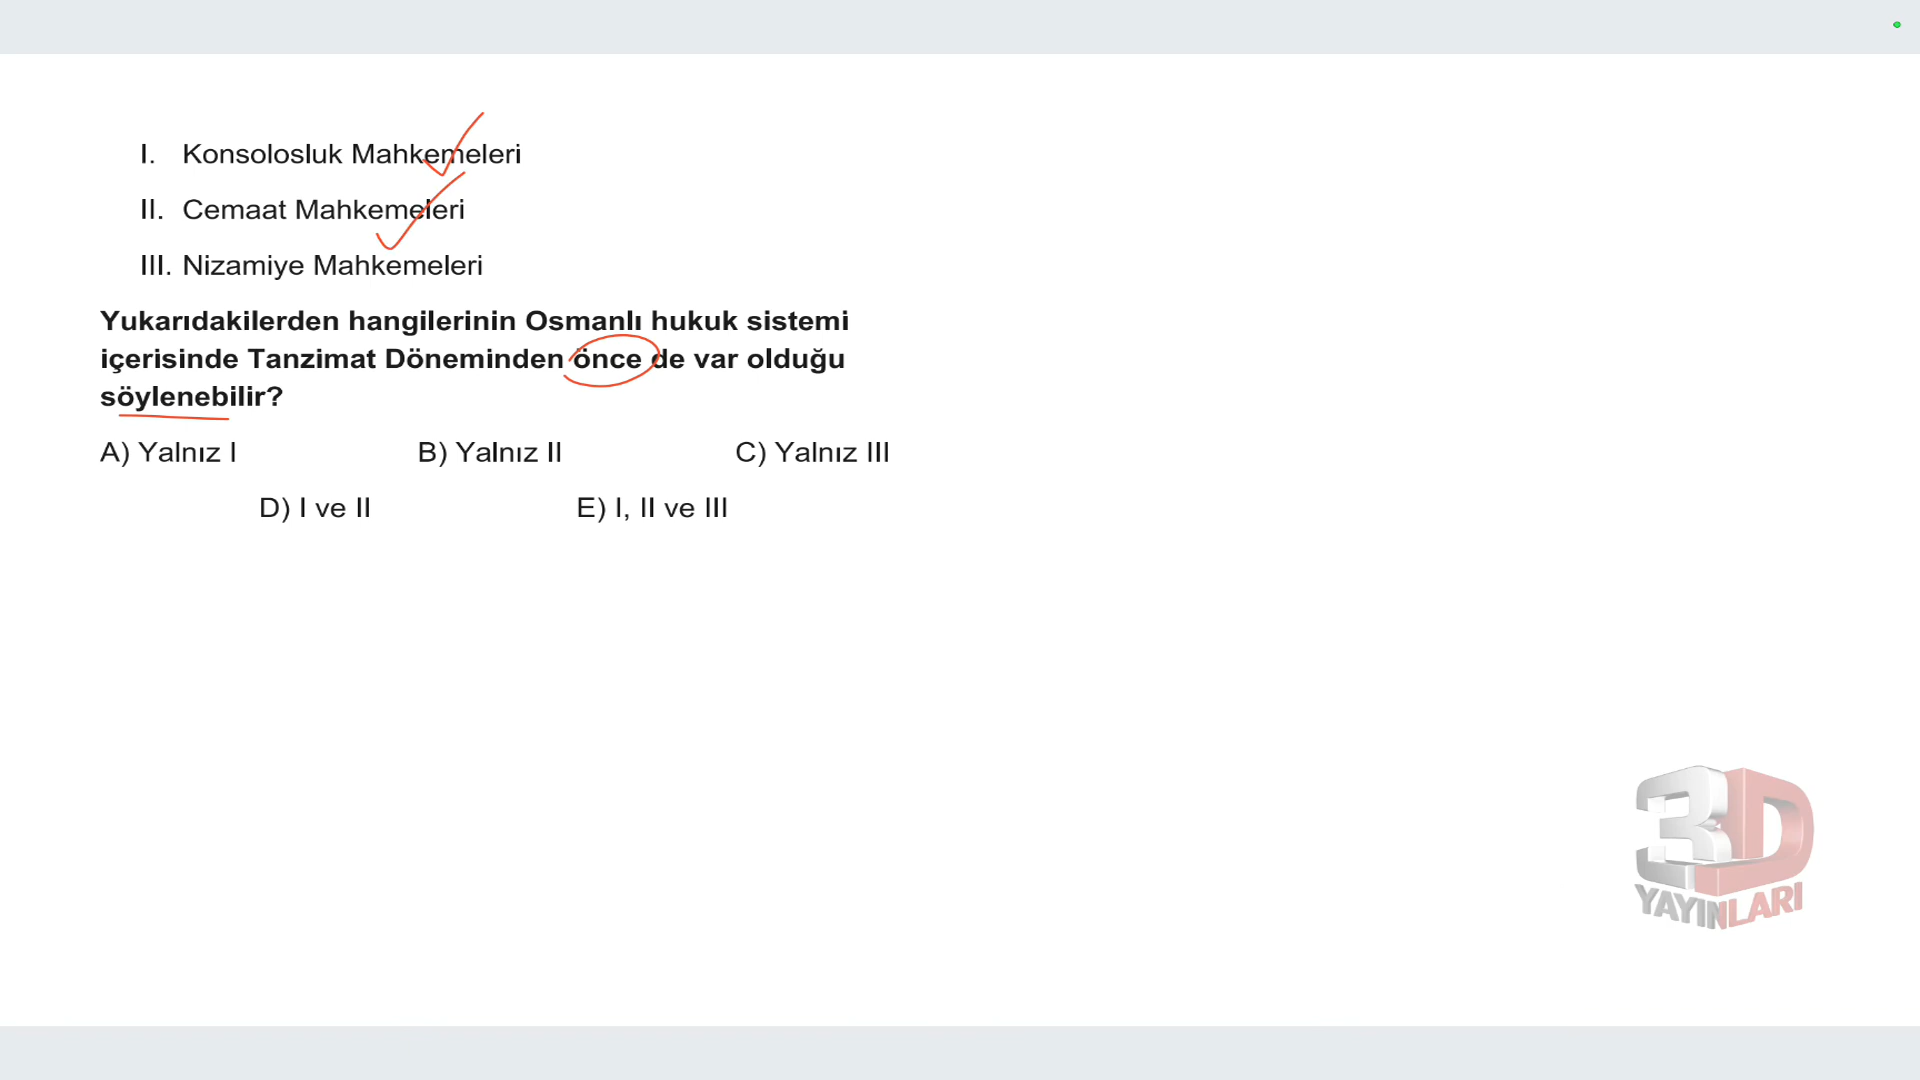 I. Konsolosluk Mahkemeleri
II. Cemaat Mahkemeleri
III. Nizamiye Mahkemeleri
Yukarıdakilerden hangilerinin Osmanlı hukuk sistemi
içerisinde Tanzimat Döneminden önce de var olduğu
söylenebilir?
A) Yalnız I B) Yalnız II C) Yalnız III
D) I ve II E) I, II ve III
3D
YAYINLARI